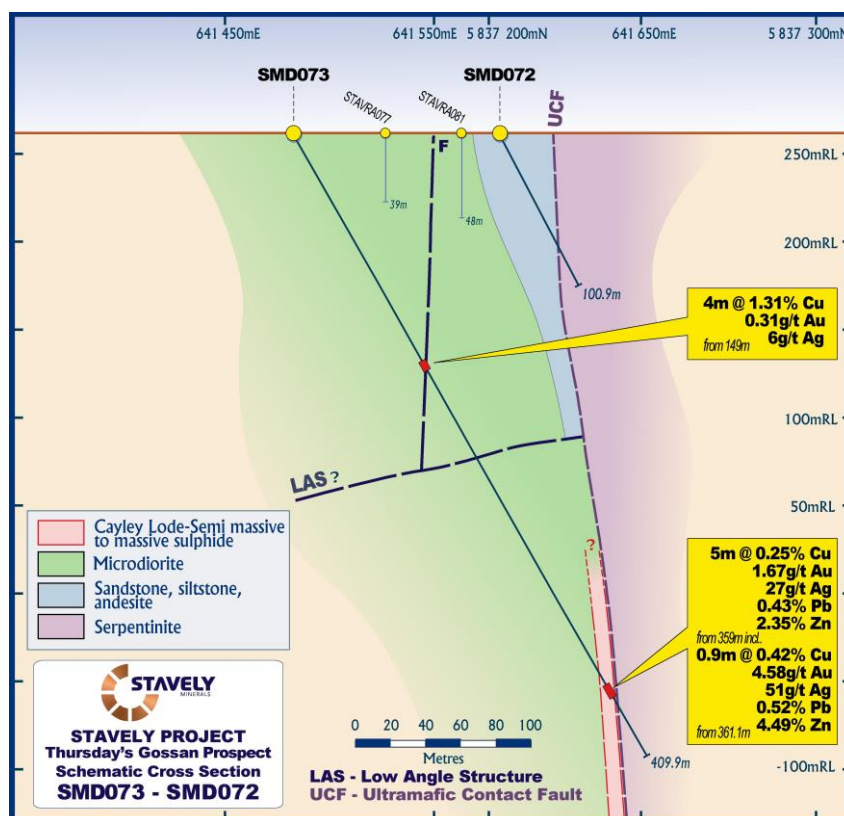 641 450mE
641 550mE
5 837 200mN
641 650mE
5 837 300mN
SMD073
SMD072
STAVRA077
STAVRA081
UCF
F
250mRL
39m
48m
200mRL
100.9m
4m @ 1.31% Cu
0.31g/t Au
from 149m 6g/t Ag
100mRL
LAS ?
50mRL
Cayley Lode-Semi massive
to massive sulphide
Microdiorite
Sandstone, siltstone,
andesite
Serpentinite
?
5m @ 0.25% Cu
1.67g/t Au
27g/t Ag
0.43% Pb
2.35% Zn
from 359m incl.
0.9m @ 0.42% Cu
4.58g/t Au
51g/t Ag
0.52% Pb
from 361.1m 4.49% Zn
STAVELY
MINERALS
STAVELY PROJECT
Thursday's Gossan Prospect
Schematic Cross Section
SMD073 - SMD072
0 20 40 60 80 100
Metres
409.9m
-100mRL
LAS - Low Angle Structure
UCF - Ultramafic Contact Fault